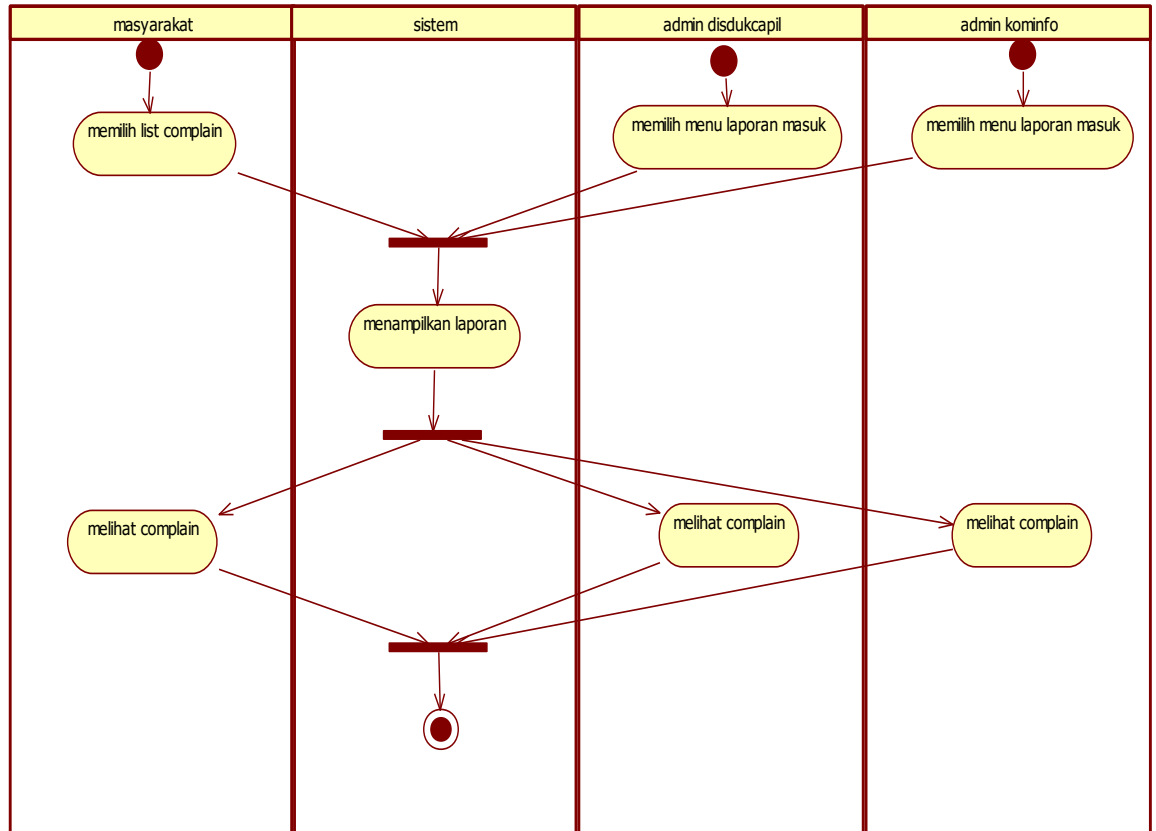 masyarakat
sistem
admin disdukcapil
admin kominfo
memilih list complain
memilih menu laporan masuk
memilih menu laporan masuk
menampilkan laporan
melihat complain
melihat complain
melihat complain